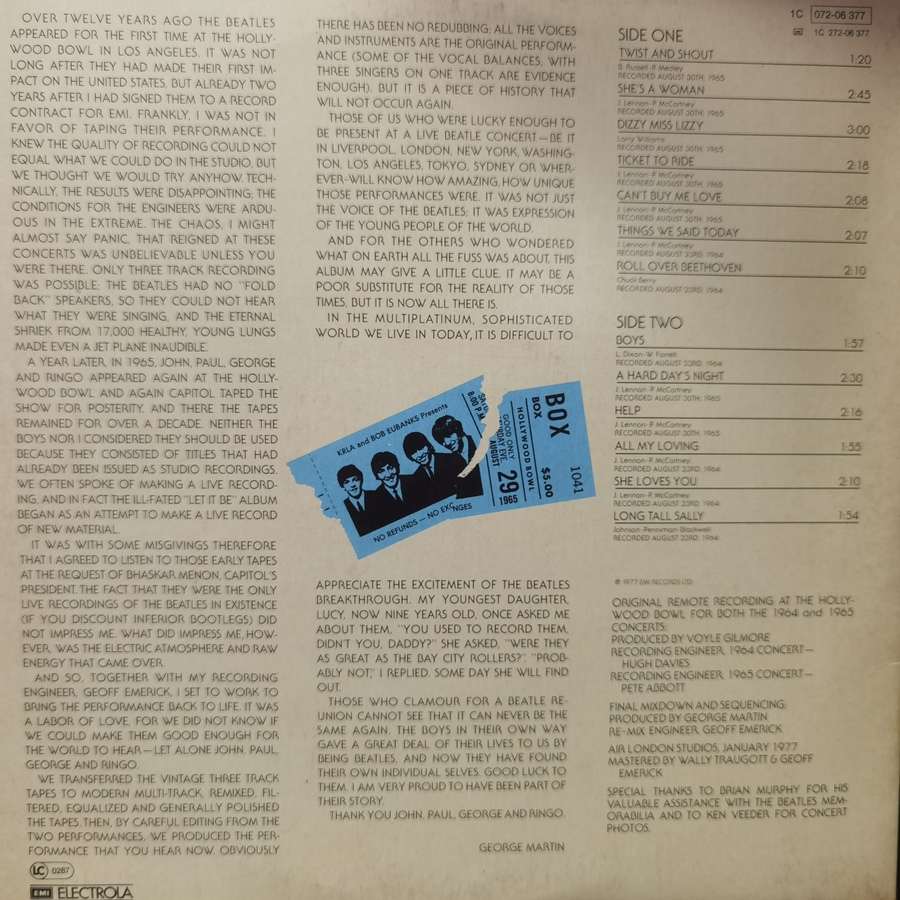 OVER TWELVE YEARS AGO THE BEATLES
APPEARED FOR THE FIRST TIME AT THE HOLLY-
WOOD BOWL IN LOS ANGELES. IT WAS NOT
LONG AFTER THEY HAD MADE THEIR FIRST IM-
PACT ON THE UNITED STATES, BUT ALREADY TWO
YEARS AFTER I HAD SIGNED THEM TO A RECORD
CONTRACT FOR EMI. FRANKLY, I WAS NOT IN
FAVOR OF TAPING THEIR PERFORMANCE. I
KNEW THE QUALITY OF RECORDING COULD NOT
EQUAL WHAT WE COULD DO IN THE STUDIO, BUT
WE THOUGHT WE WOULD TRY ANYHOW. TECH-
NICALLY, THE RESULTS WERE DISAPPOINTING; THE
CONDITIONS FOR THE ENGINEERS WERE ARDU-
OUS IN THE EXTREME. THE CHAOS, I MIGHT
ALMOST SAY PANIC, THAT REIGNED AT THESE
CONCERTS WAS UNBELIEVABLE UNLESS YOU
WERE THERE. ONLY THREE TRACK RECORDING
WAS POSSIBLE; THE BEATLES HAD NO "FOLD
BACK" SPEAKERS, SO THEY COULD NOT HEAR
WHAT THEY WERE SINGING, AND THE ETERNAL
SHRIEK FROM 17,000 HEALTHY, YOUNG LUNGS
MADE EVEN A JET PLANE INAUDIBLE.
A YEAR LATER, IN 1965, JOHN, PAUL, GEORGE
AND RINGO APPEARED AGAIN AT THE HOLLY-
WOOD BOWL AND AGAIN CAPITOL TAPED THE
SHOW FOR POSTERITY. AND THERE THE TAPES
REMAINED FOR OVER A DECADE. NEITHER THE
BOYS NOR I CONSIDERED THEY SHOULD BE USED
BECAUSE THEY CONSISTED OF TITLES THAT HAD
ALREADY BEEN ISSUED AS STUDIO RECORDINGS.
WE OFTEN SPOKE OF MAKING A LIVE RECORD-
ING, AND IN FACT THE ILL-FATED "LET IT BE" ALBUM
BEGAN AS AN ATTEMPT TO MAKE A LIVE RECORD
OF NEW MATERIAL.
IT WAS WITH SOME MISGIVINGS THEREFORE
THAT I AGREED TO LISTEN TO THOSE EARLY TAPES
AT THE REQUEST OF BHASKAR MENON, CAPITOL'S
PRESIDENT. THE FACT THAT THEY WERE THE ONLY
LIVE RECORDINGS OF THE BEATLES IN EXISTENCE
(IF YOU DISCOUNT INFERIOR BOOTLEGS) DID
NOT IMPRESS ME. WHAT DID IMPRESS ME, HOW-
EVER, WAS THE ELECTRIC ATMOSPHERE AND RAW
ENERGY THAT CAME OVER.
AND SO, TOGETHER WITH MY RECORDING
ENGINEER, GEOFF EMERICK, I SET TO WORK TO
BRING THE PERFORMANCE BACK TO LIFE. IT WAS
A LABOR OF LOVE, FOR WE DID NOT KNOW IF
WE COULD MAKE THEM GOOD ENOUGH FOR
THE WORLD TO HEAR—LET ALONE JOHN, PAUL,
GEORGE AND RINGO.
WE TRANSFERRED THE VINTAGE THREE TRACK
TAPES TO MODERN MULTI-TRACK, REMIXED, FIL-
TERED, EQUALIZED AND GENERALLY POLISHED
THE TAPES. THEN, BY CAREFUL EDITING FROM THE
TWO PERFORMANCES, WE PRODUCED THE PER-
FORMANCE THAT YOU HEAR NOW. OBVIOUSLY
LC 0287
EMI ELECTROLA
THERE HAS BEEN NO REDUBBING; ALL THE VOICES
AND INSTRUMENTS ARE THE ORIGINAL PERFORM-
ANCE (SOME OF THE VOCAL BALANCES, WITH
THREE SINGERS ON ONE TRACK ARE EVIDENCE
ENOUGH). BUT IT IS A PIECE OF HISTORY THAT
WILL NOT OCCUR AGAIN.
THOSE OF US WHO WERE LUCKY ENOUGH TO
BE PRESENT AT A LIVE BEATLE CONCERT—BE IT
IN LIVERPOOL, LONDON, NEW YORK, WASHING-
TON, LOS ANGELES, TOKYO, SYDNEY OR WHER-
EVER-WILL KNOW HOW AMAZING, HOW UNIQUE
THOSE PERFORMANCES WERE. IT WAS NOT JUST
THE VOICE OF THE BEATLES; IT WAS EXPRESSION
OF THE YOUNG PEOPLE OF THE WORLD.
AND FOR THE OTHERS WHO WONDERED
WHAT ON EARTH ALL THE FUSS WAS ABOUT, THIS
ALBUM MAY GIVE A LITTLE CLUE. IT MAY BE A
POOR SUBSTITUTE FOR THE REALITY OF THOSE
TIMES, BUT IT IS NOW ALL THERE IS.
IN THE MULTIPLATINUM, SOPHISTICATED
WORLD WE LIVE IN TODAY, IT IS DIFFICULT TO
KRLA and BOB EUBANKS Presents
NO REFUNDS — NO EXC NGES
8:00 P.M.
GOOD ONLY
AUGUST 29
1965
HOLLYWOOD BOWL
BOX
BOX
$5.00
1041
APPRECIATE THE EXCITEMENT OF THE BEATLES
BREAKTHROUGH. MY YOUNGEST DAUGHTER,
LUCY, NOW NINE YEARS OLD, ONCE ASKED ME
ABOUT THEM, "YOU USED TO RECORD THEM,
DIDN'T YOU, DADDY?" SHE ASKED, "WERE THEY
AS GREAT AS THE BAY CITY ROLLERS?". "PROB-
ABLY NOT," I REPLIED. SOME DAY SHE WILL FIND
OUT.
THOSE WHO CLAMOUR FOR A BEATLE RE-
UNION CANNOT SEE THAT IT CAN NEVER BE THE
SAME AGAIN. THE BOYS IN THEIR OWN WAY
GAVE A GREAT DEAL OF THEIR LIVES TO US BY
BEING BEATLES, AND NOW THEY HAVE FOUND
THEIR OWN INDIVIDUAL SELVES. GOOD LUCK TO
THEM. I AM VERY PROUD TO HAVE BEEN PART OF
THEIR STORY.
THANK YOU JOHN, PAUL, GEORGE AND RINGO.
GEORGE MARTIN
1C 072-06 377
1C 272-06 377
SIDE ONE
TWIST AND SHOUT 1:20
B. Russell-P. Medley
RECORDED AUGUST 30TH, 1965
SHE'S A WOMAN 2:45
J. Lennon-P. McCartney
RECORDED AUGUST 30TH, 1965
DIZZY MISS LIZZY 3:00
Larry Williams
RECORDED AUGUST 30TH, 1965
TICKET TO RIDE 2:18
J. Lennon-P. McCartney
RECORDED AUGUST 30TH, 1965
CAN'T BUY ME LOVE 2:08
J. Lennon-P. McCartney
RECORDED AUGUST 30TH, 1965
THINGS WE SAID TODAY 2:07
J. Lennon-P. McCartney
RECORDED AUGUST 23RD, 1964
ROLL OVER BEETHOVEN 2:10
Chuck Berry
RECORDED AUGUST 23RD, 1964
SIDE TWO
BOYS 1:57
L. Dixon-W. Farrell
RECORDED AUGUST 23RD, 1964
A HARD DAY'S NIGHT 2:30
J. Lennon-P. McCartney
RECORDED AUGUST 30TH, 1965
HELP 2:16
J. Lennon-P. McCartney
RECORDED AUGUST 30TH, 1965
ALL MY LOVING 1:55
J. Lennon-P. McCartney
RECORDED AUGUST 23RD, 1964
SHE LOVES YOU 2:10
J. Lennon-P. McCartney
RECORDED AUGUST 23RD, 1964
LONG TALL SALLY 1:54
Johnson-Penniman-Blackwell
RECORDED AUGUST 23RD, 1964
℗ 1977 EMI RECORDS LTD.
ORIGINAL REMOTE RECORDING AT THE HOLLY-
WOOD BOWL FOR BOTH THE 1964 and 1965
CONCERTS:
PRODUCED BY VOYLE GILMORE
RECORDING ENGINEER, 1964 CONCERT—
HUGH DAVIES
RECORDING ENGINEER, 1965 CONCERT—
PETE ABBOTT
FINAL MIXDOWN AND SEQUENCING:
PRODUCED BY GEORGE MARTIN
RE-MIX ENGINEER, GEOFF EMERICK
AIR LONDON STUDIOS, JANUARY 1977
MASTERED BY WALLY TRAUGOTT & GEOFF
EMERICK
SPECIAL THANKS TO BRIAN MURPHY FOR HIS
VALUABLE ASSISTANCE WITH THE BEATLES MEM-
ORABILIA AND TO KEN VEEDER FOR CONCERT
PHOTOS.